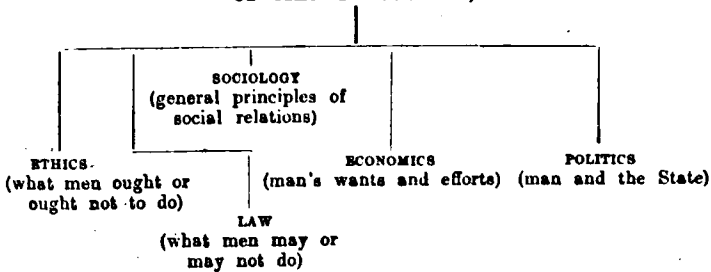 SOCIOLOGY
(general principles of
social relations)
ETHICS.
(what men ought or
ought not to do)
ECONOMICS
(man's wants and efforts)
POLITICS
(man and the State)
LAW
(what men may or
may not do)